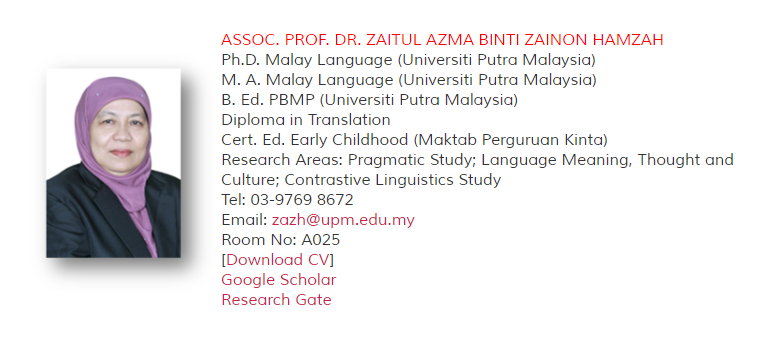 ASSOC. PROF. DR. ZAITUL AZMA BINTI ZAINON HAMZAH
Ph.D. Malay Language (Universiti Putra Malaysia)
M. A. Malay Language (Universiti Putra Malaysia)
B. Ed. PBMP (Universiti Putra Malaysia)
Diploma in Translation
Cert. Ed. Early Childhood (Maktab Perguruan Kinta)
Research Areas: Pragmatic Study; Language Meaning, Thought and
Culture; Contrastive Linguistics Study
Tel: 03-9769 8672
Email: zazh@upm.edu.my
Room No: A025
[Download CV]
Google Scholar
Research Gate